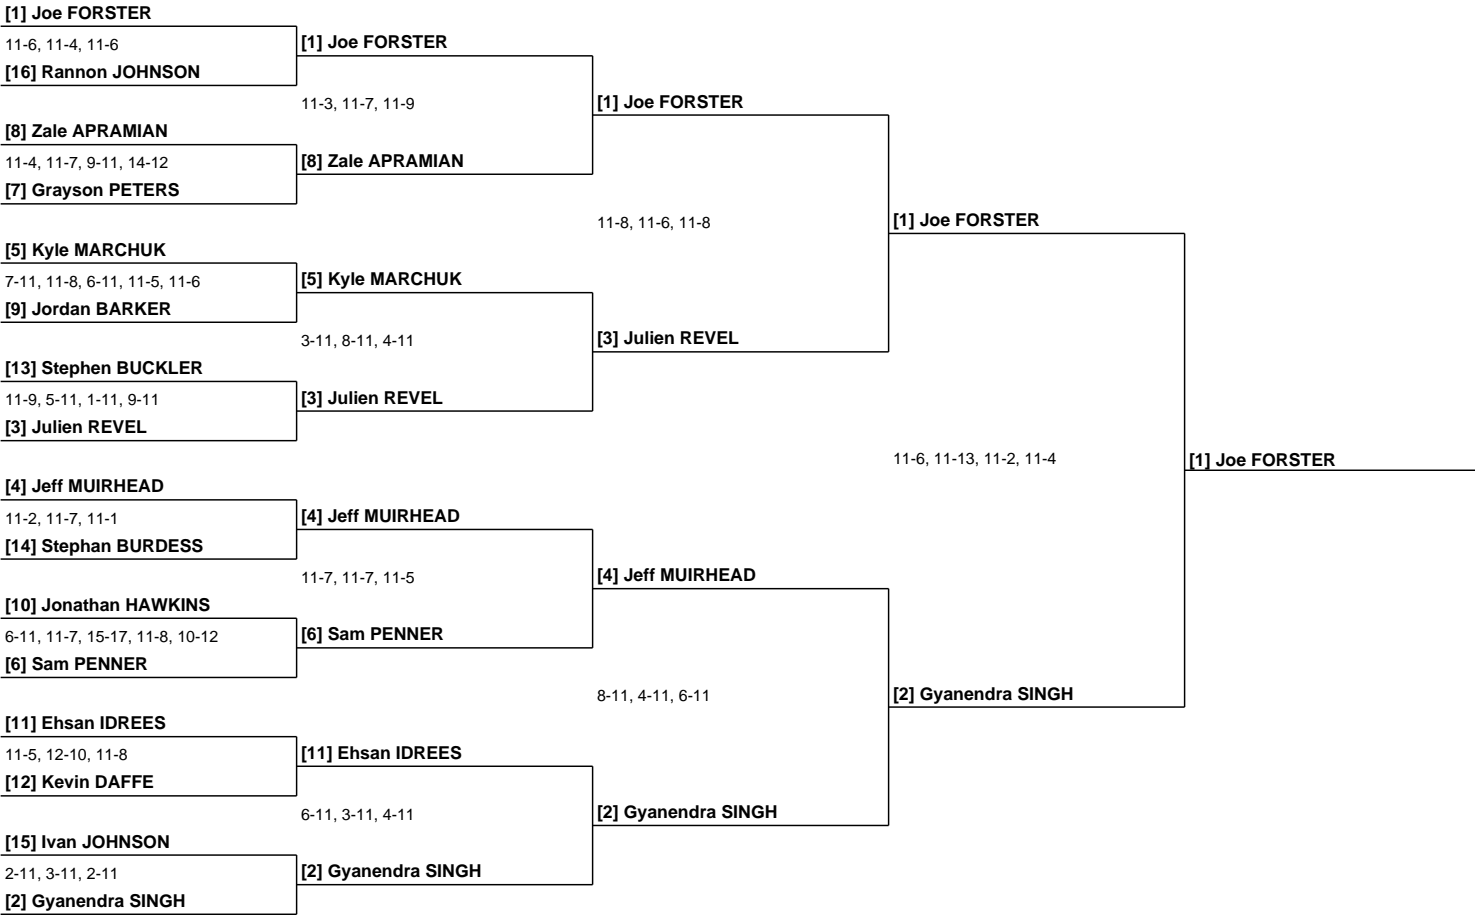 [1] Joe FORSTER
11-6, 11-4, 11-6
[16] Rannon JOHNSON
[8] Zale APRAMIAN
11-4, 11-7, 9-11, 14-12
[7] Grayson PETERS
[5] Kyle MARCHUK
7-11, 11-8, 6-11, 11-5, 11-6
[9] Jordan BARKER
[13] Stephen BUCKLER
11-9, 5-11, 1-11, 9-11
[3] Julien REVEL
[4] Jeff MUIRHEAD
11-2, 11-7, 11-1
[14] Stephan BURDESS
[10] Jonathan HAWKINS
6-11, 11-7, 15-17, 11-8, 10-12
[6] Sam PENNER
[11] Ehsan IDREES
11-5, 12-10, 11-8
[12] Kevin DAFFE
[15] Ivan JOHNSON
2-11, 3-11, 2-11
[2] Gyanendra SINGH
[1] Joe FORSTER
11-3, 11-7, 11-9
[8] Zale APRAMIAN
[5] Kyle MARCHUK
3-11, 8-11, 4-11
[3] Julien REVEL
[4] Jeff MUIRHEAD
11-7, 11-7, 11-5
[6] Sam PENNER
[11] Ehsan IDREES
6-11, 3-11, 4-11
[2] Gyanendra SINGH
[1] Joe FORSTER
11-8, 11-6, 11-8
[3] Julien REVEL
[4] Jeff MUIRHEAD
8-11, 4-11, 6-11
[2] Gyanendra SINGH
[1] Joe FORSTER
11-6, 11-13, 11-2, 11-4
[2] Gyanendra SINGH
[1] Joe FORSTER